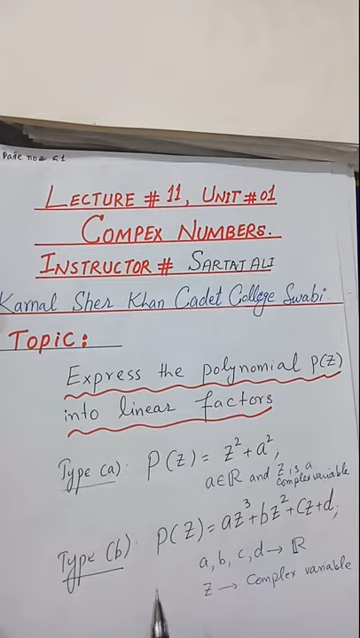 Page no# 51
LECTURE # 11, UNIT # 01
COMPEX NUMBERS.
INSTRUCTOR # SARTAJ ALI
Karnal Sher Khan Cadet College Swabi.
Topic:
Express the polynomial P(z)
into linear factors
Type (a): P(z) = z² + a²,
a∈ℝ and z is a
complex variable
Type (b): P(z) = az³+bz²+cz+d;
a, b, c, d → ℝ
z → Complex variable